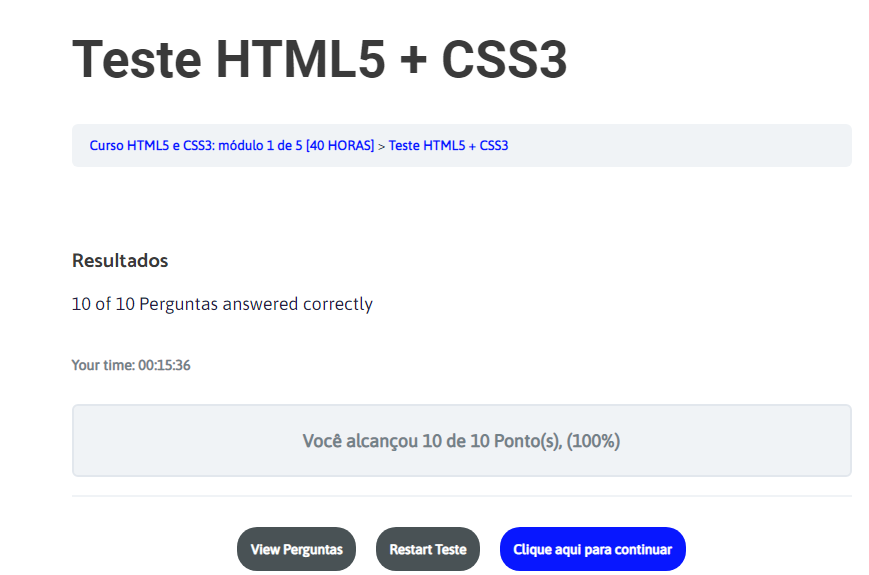 Teste HTML5 + CSS3
Curso HTML5 e CSS3: módulo 1 de 5 [40 HORAS] > Teste HTML5 + CSS3
Resultados
10 of 10 Perguntas answered correctly
Your time: 00:15:36
Você alcançou 10 de 10 Ponto(s), (100%)
View Perguntas Restart Teste Clique aqui para continuar